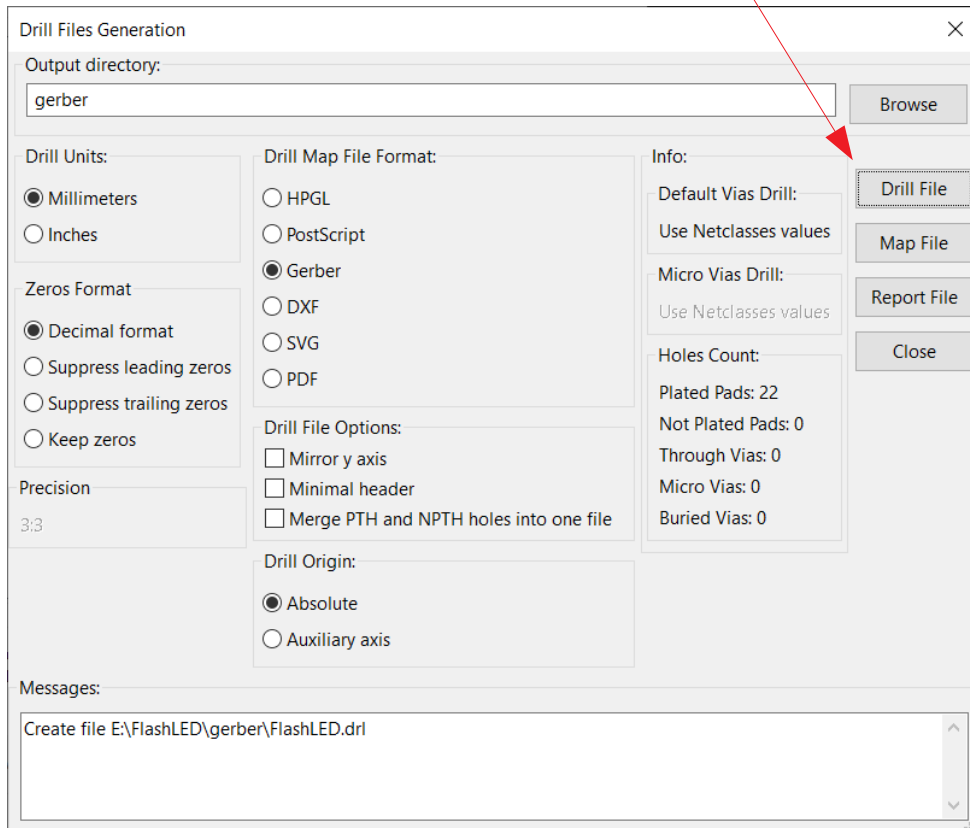 Drill Files Generation
Output directory:
gerber
Browse
Drill Units:
Millimeters
Inches
Zeros Format
Decimal format
Suppress leading zeros
Suppress trailing zeros
Keep zeros
Precision
3:3
Drill Map File Format:
HPGL
PostScript
Gerber
DXF
SVG
PDF
Drill File Options:
Mirror y axis
Minimal header
Merge PTH and NPTH holes into one file
Drill Origin:
Absolute
Auxiliary axis
Info:
Default Vias Drill:
Use Netclasses values
Micro Vias Drill:
Use Netclasses values
Holes Count:
Plated Pads: 22
Not Plated Pads: 0
Through Vias: 0
Micro Vias: 0
Buried Vias: 0
Drill File
Map File
Report File
Close
Messages:
Create file E:\FlashLED\gerber\FlashLED.drl